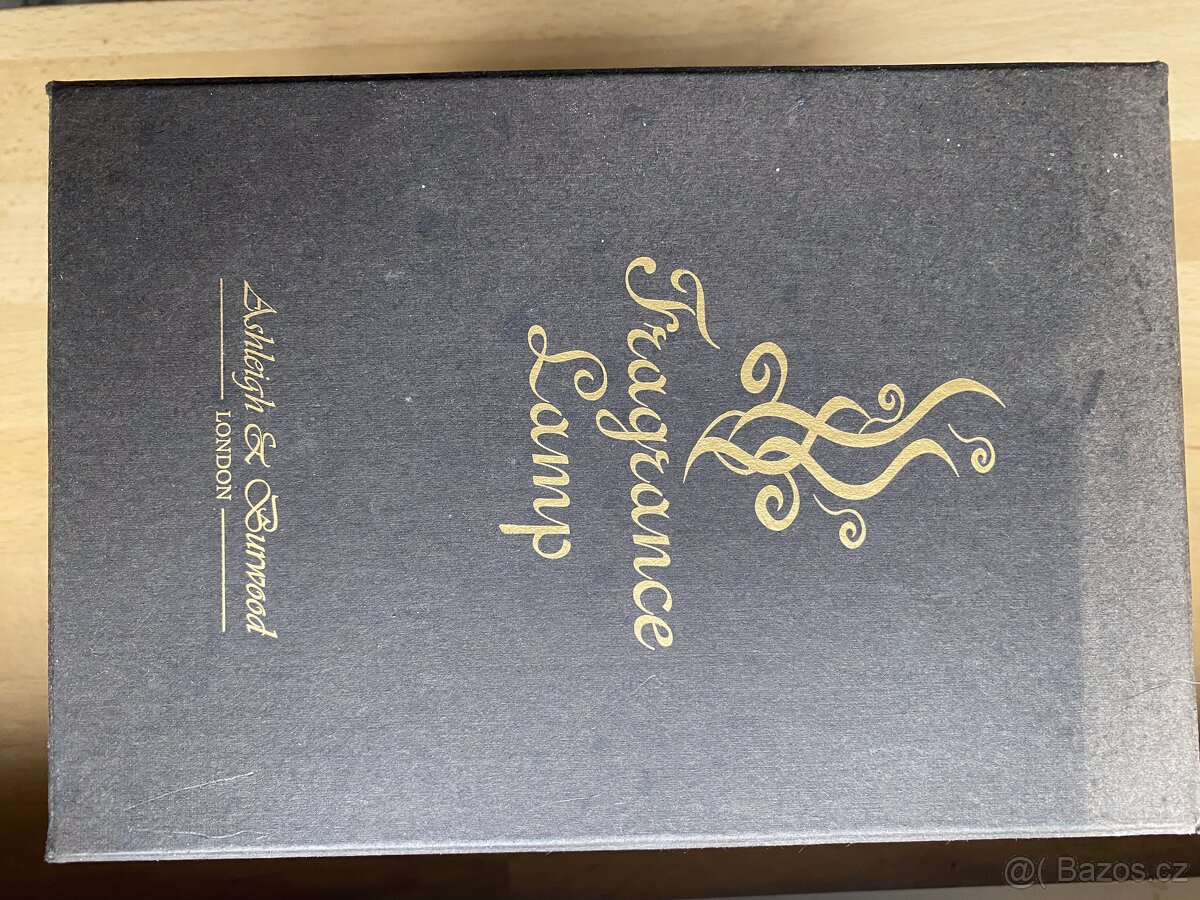 Fragrance
Lamp
Ashleigh & Burwood
LONDON
@( Bazos.cz